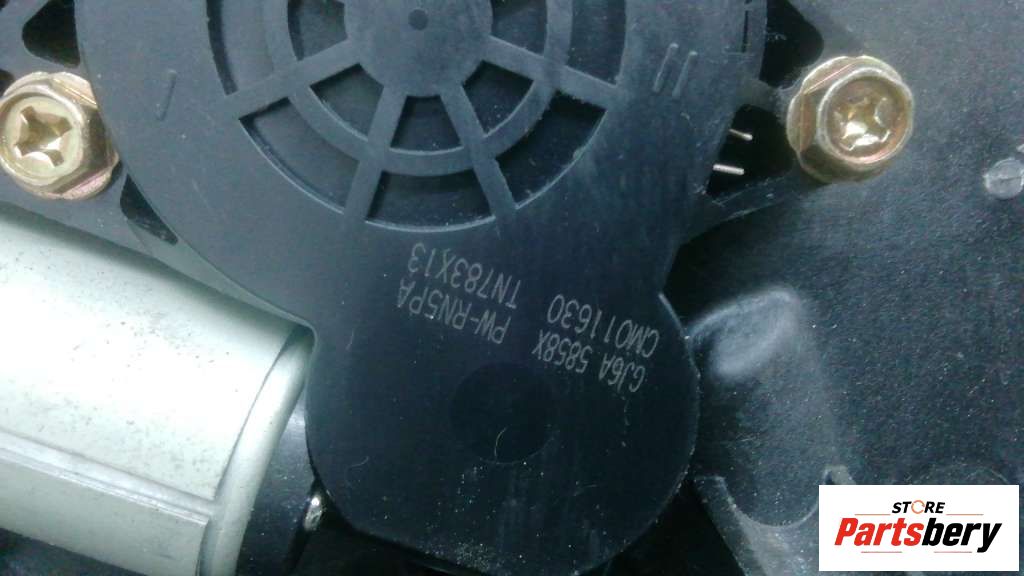 GJ6A 5858X PW-RN5PA
CM011630 TN783X13
STORE
Partsbery